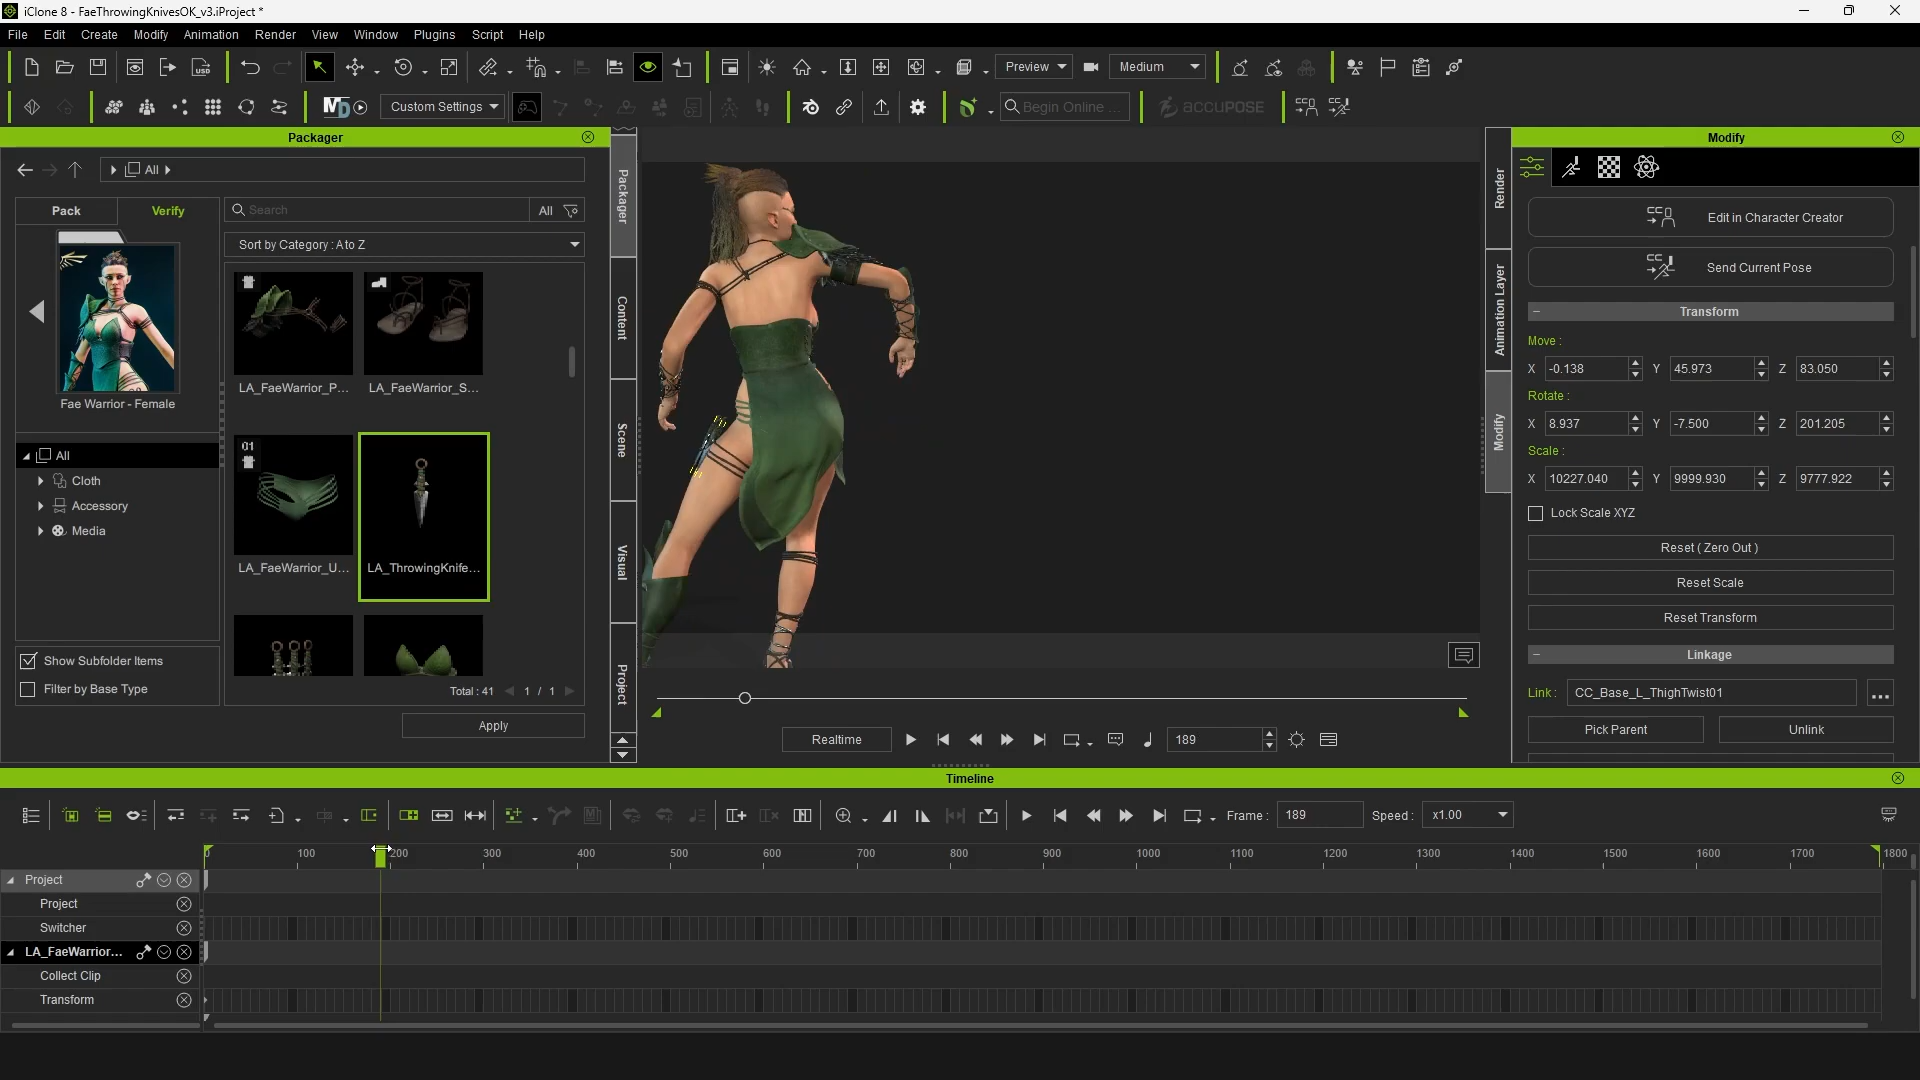 iClone 8 - FaeThrowingKnivesOK_v3.iProject *
File Edit Create Modify Animation Render View Window Plugins Script Help
USD Preview Medium
MD Custom Settings Begin Online ... ACCUPOSE
Packager
All
Pack Verify
Search All
Sort by Category : A to Z
Fae Warrior - Female
LA_FaeWarrior_P... LA_FaeWarrior_S...
All
Cloth
Accessory
Media
01
LA_FaeWarrior_U... LA_ThrowingKnife...
Show Subfolder Items
Filter by Base Type
Total : 41 1 / 1
Apply
Packager
Content
Scene
Visual
Project
Render
Animation Layer
Modify
Modify
CC Edit in Character Creator
CC Send Current Pose
Transform
Move :
X -0.138 Y 45.973 Z 83.050
Rotate :
X 8.937 Y -7.500 Z 201.205
Scale :
X 10227.040 Y 9999.930 Z 9777.922
Lock Scale XYZ
Reset ( Zero Out )
Reset Scale
Reset Transform
Linkage
Link : CC_Base_L_ThighTwist01 ...
Pick Parent Unlink
Realtime 189
Timeline
Frame : 189 Speed : x1.00
0 100 200 300 400 500 600 700 800 900 1000 1100 1200 1300 1400 1500 1600 1700 1800
Project
Project
Switcher
LA_FaeWarrior...
Collect Clip
Transform